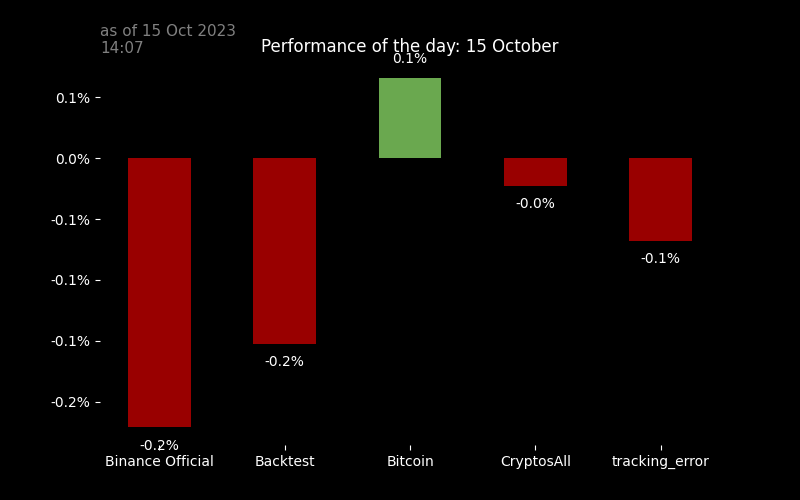 as of 15 Oct 2023
14:07
Performance of the day: 15 October
0.1%
0.1%
0.0%
-0.1%
-0.0%
-0.1%
-0.1%
-0.1%
-0.2%
-0.2%
-0.2%
Binance Official
Backtest
Bitcoin
CryptosAll
tracking_error